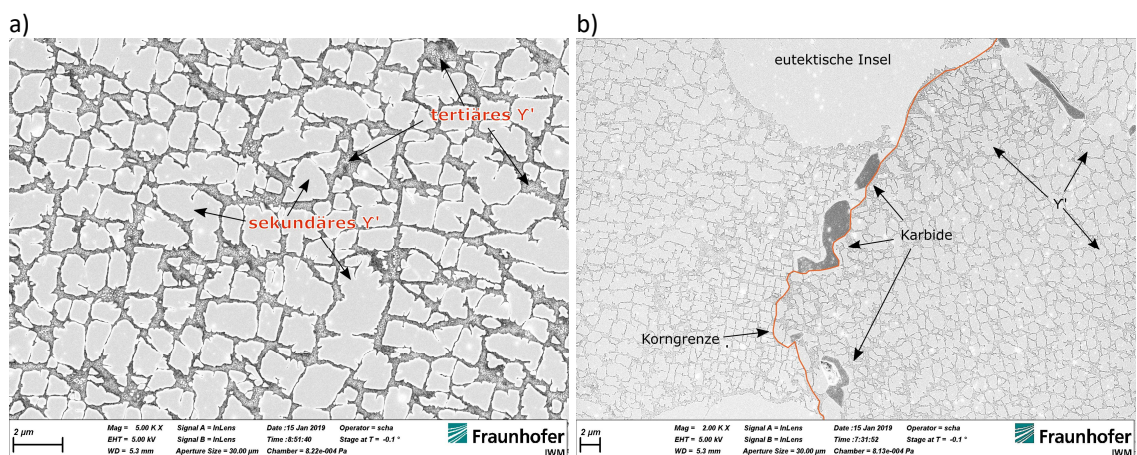 a)
tertiäres Y'
sekundäres Y'
2 µm
Mag = 5.00 K X
EHT = 5.00 kV
WD = 5.3 mm
Signal A = InLens
Signal B = InLens
Aperture Size = 30.00 µm
Date :15 Jan 2019
Time :8:51:40
Chamber = 8.22e-004 Pa
Operator = scha
Stage at T = -0.1 °
Fraunhofer
IWM
b)
eutektische Insel
Y'
Karbide
Korngrenze
2 µm
Mag = 2.00 K X
EHT = 5.00 kV
WD = 5.3 mm
Signal A = InLens
Signal B = InLens
Aperture Size = 30.00 µm
Date :15 Jan 2019
Time :7:31:52
Chamber = 8.13e-004 Pa
Operator = scha
Stage at T = -0.1 °
Fraunhofer
IWM